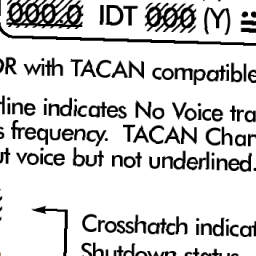 000.0 IDT 000 (Y)
OR with TACAN compatible
line indicates No Voice tra
s frequency. TACAN Chan
ut voice but not underlined.
Crosshatch indicat
Shutdown status